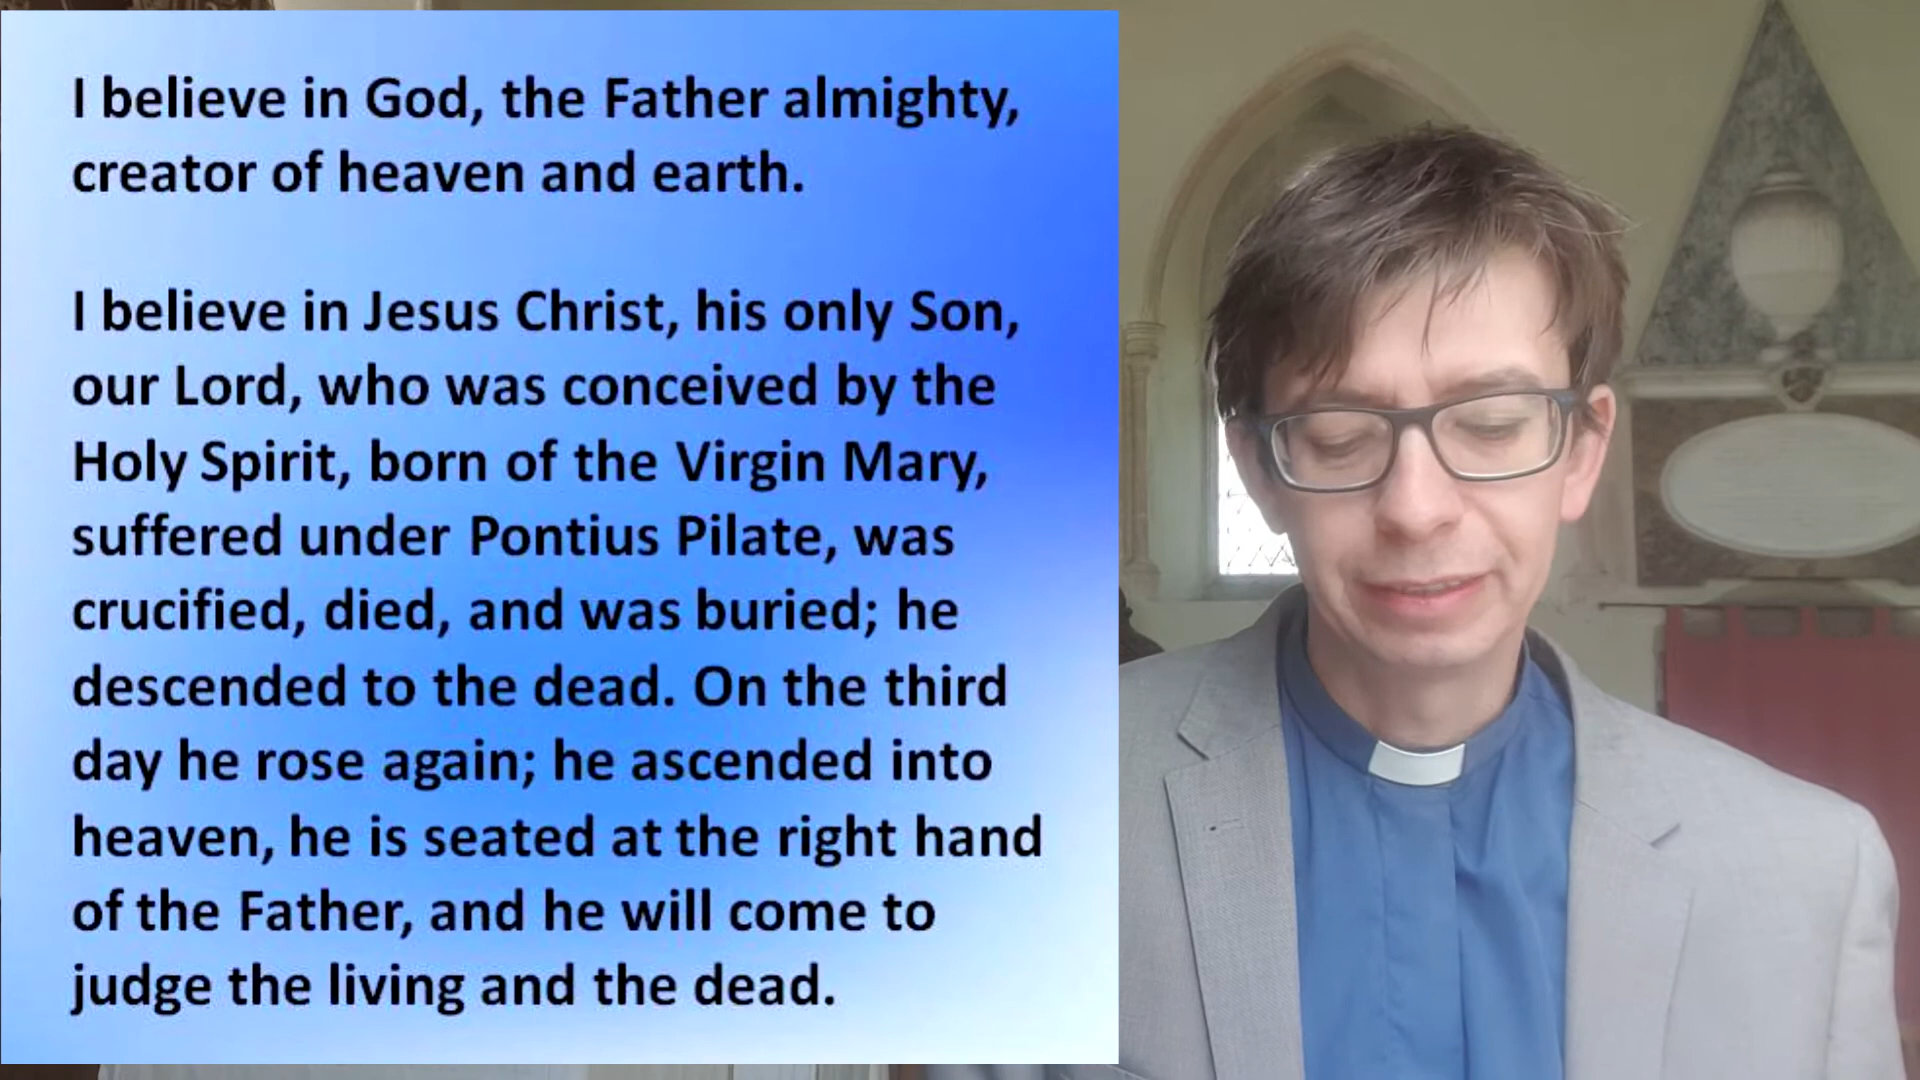 I believe in God, the Father almighty,
creator of heaven and earth.
I believe in Jesus Christ, his only Son,
our Lord, who was conceived by the
Holy Spirit, born of the Virgin Mary,
suffered under Pontius Pilate, was
crucified, died, and was buried; he
descended to the dead. On the third
day he rose again; he ascended into
heaven, he is seated at the right hand
of the Father, and he will come to
judge the living and the dead.